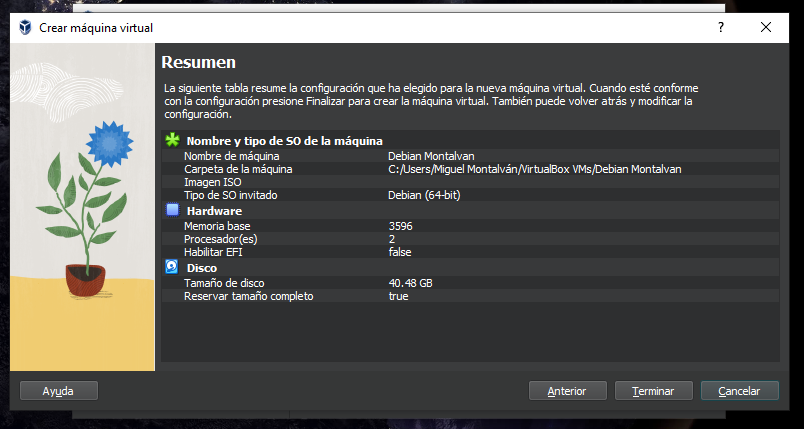 Crear máquina virtual
?
Resumen
La siguiente tabla resume la configuración que ha elegido para la nueva máquina virtual. Cuando esté conforme
con la configuración presione Finalizar para crear la máquina virtual. También puede volver atrás y modificar la
configuración.
Nombre y tipo de SO de la máquina
Nombre de máquina Debian Montalvan
Carpeta de la máquina C:/Users/Miguel Montalván/VirtualBox VMs/Debian Montalvan
Imagen ISO
Tipo de SO invitado Debian (64-bit)
Hardware
Memoria base 3596
Procesador(es) 2
Habilitar EFI false
Disco
Tamaño de disco 40.48 GB
Reservar tamaño completo true
Ayuda Anterior Terminar Cancelar